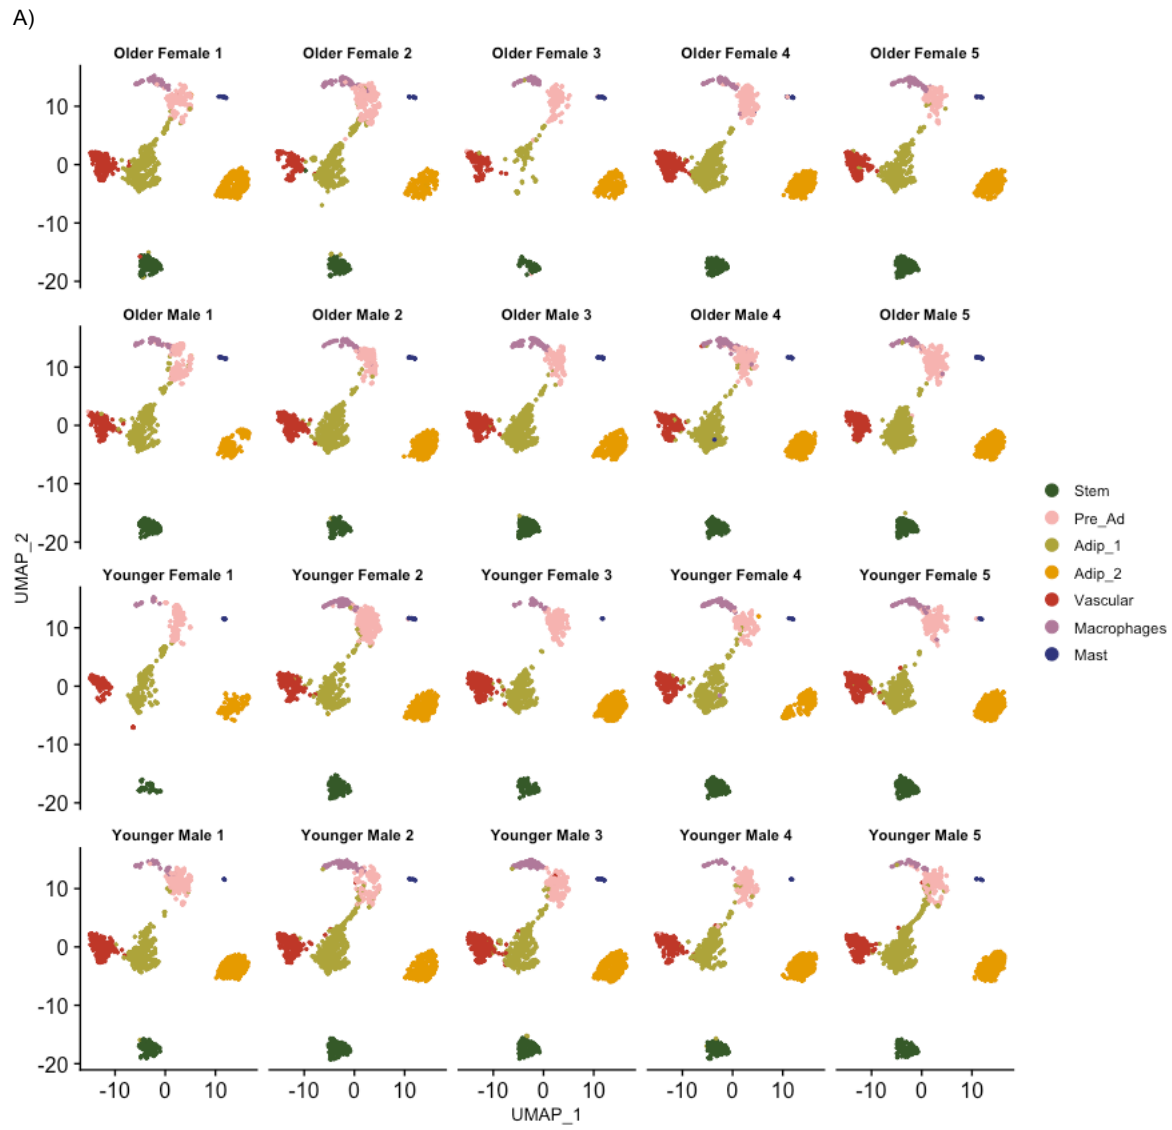 A)
Older Female 1 Older Female 2 Older Female 3 Older Female 4 Older Female 5
10
0
-10
-20
Older Male 1 Older Male 2 Older Male 3 Older Male 4 Older Male 5
10
0
-10
-20
Younger Female 1 Younger Female 2 Younger Female 3 Younger Female 4 Younger Female 5
10
0
-10
-20
Younger Male 1 Younger Male 2 Younger Male 3 Younger Male 4 Younger Male 5
10
0
-10
-20
-10 0 10 -10 0 10 -10 0 10 -10 0 10 -10 0 10
UMAP_1
UMAP_2
Stem
Pre_Ad
Adip_1
Adip_2
Vascular
Macrophages
Mast